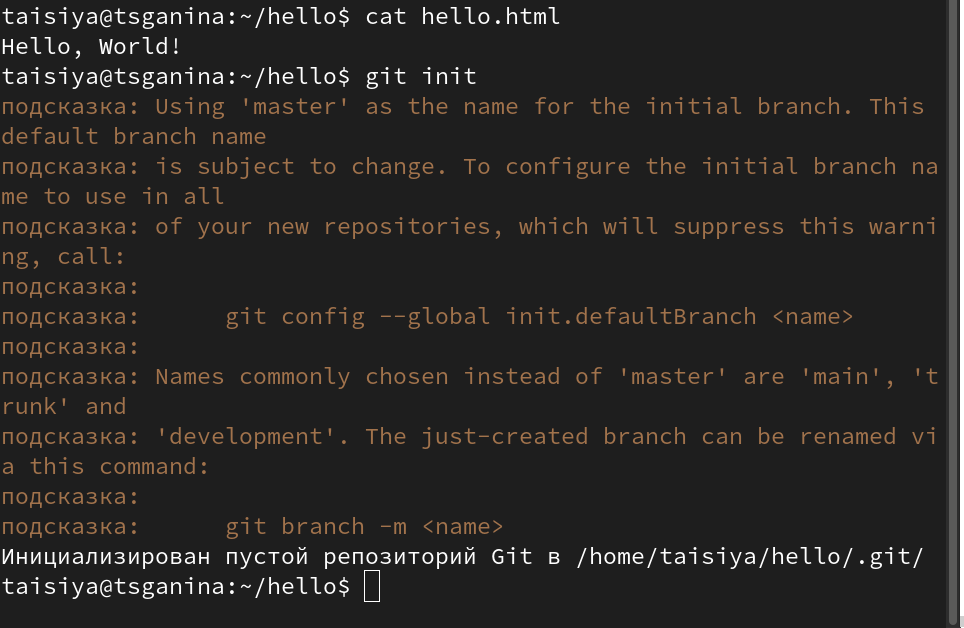 taisiya@tsganina:~/hello$ cat hello.html
Hello, World!
taisiya@tsganina:~/hello$ git init
подсказка: Using 'master' as the name for the initial branch. This
default branch name
подсказка: is subject to change. To configure the initial branch na
me to use in all
подсказка: of your new repositories, which will suppress this warni
ng, call:
подсказка:
подсказка:      git config --global init.defaultBranch <name>
подсказка:
подсказка: Names commonly chosen instead of 'master' are 'main', 't
runk' and
подсказка: 'development'. The just-created branch can be renamed vi
a this command:
подсказка:
подсказка:      git branch -m <name>
Инициализирован пустой репозиторий Git в /home/taisiya/hello/.git/
taisiya@tsganina:~/hello$